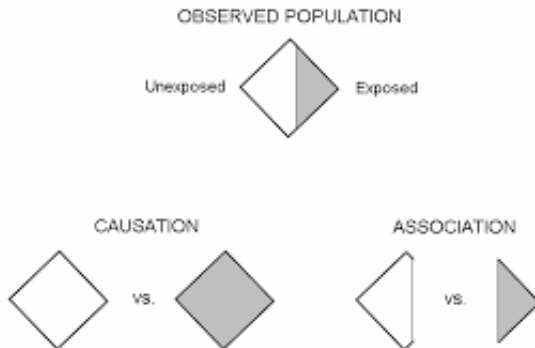 OBSERVED POPULATION
Unexposed
Exposed
CAUSATION
ASSOCIATION
vs.
vs.